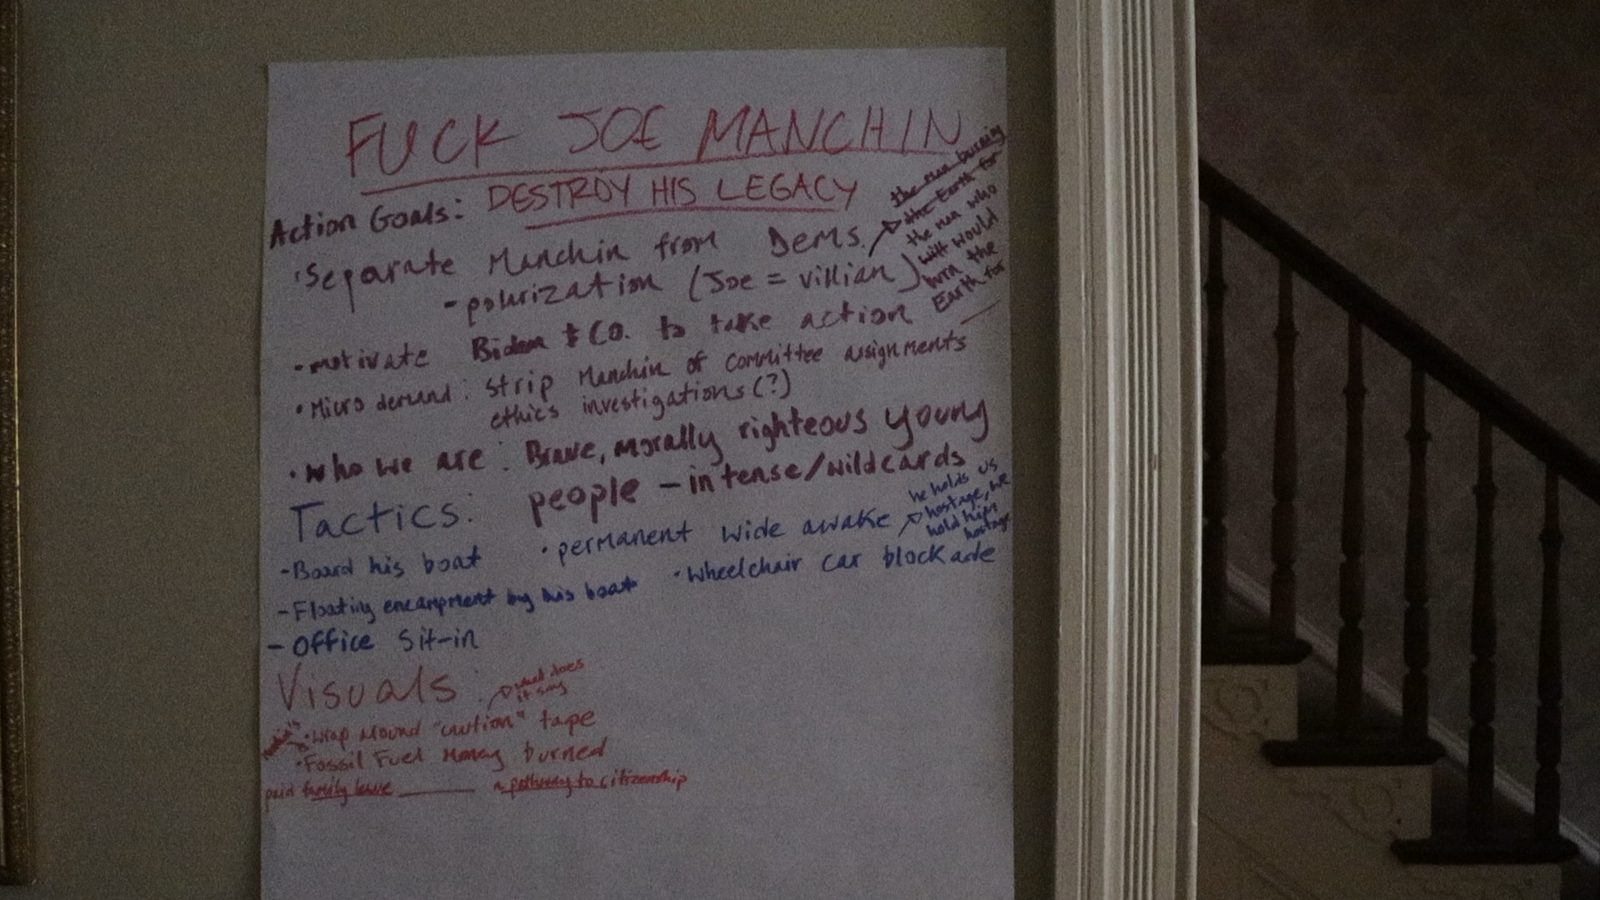 FUCK JOE MANCHIN
DESTROY HIS LEGACY
Action Goals:
• Separate Manchin from Dems.
- polarization (Joe = villian)
the man burning
the Earth for
the man who
will would
burn the
Earth for
• motivate Biden & Co. to take action
• Micro demand: strip Manchin of committee assignments
ethics investigations(?)
• Who we are: Brave, morally righteous young
people - intense/wildcards
Tactics:
- Board his boat
- Floating encampment by his boat
- Office Sit-in
• permanent wide awake
he holds us
hostage, we
hold him
hostage
• Wheelchair car blockade
Visuals:
what does
it say
• Wrap around "caution" tape
• Fossil Fuel Money burned
paid family leave ______ a pathway to citizenship